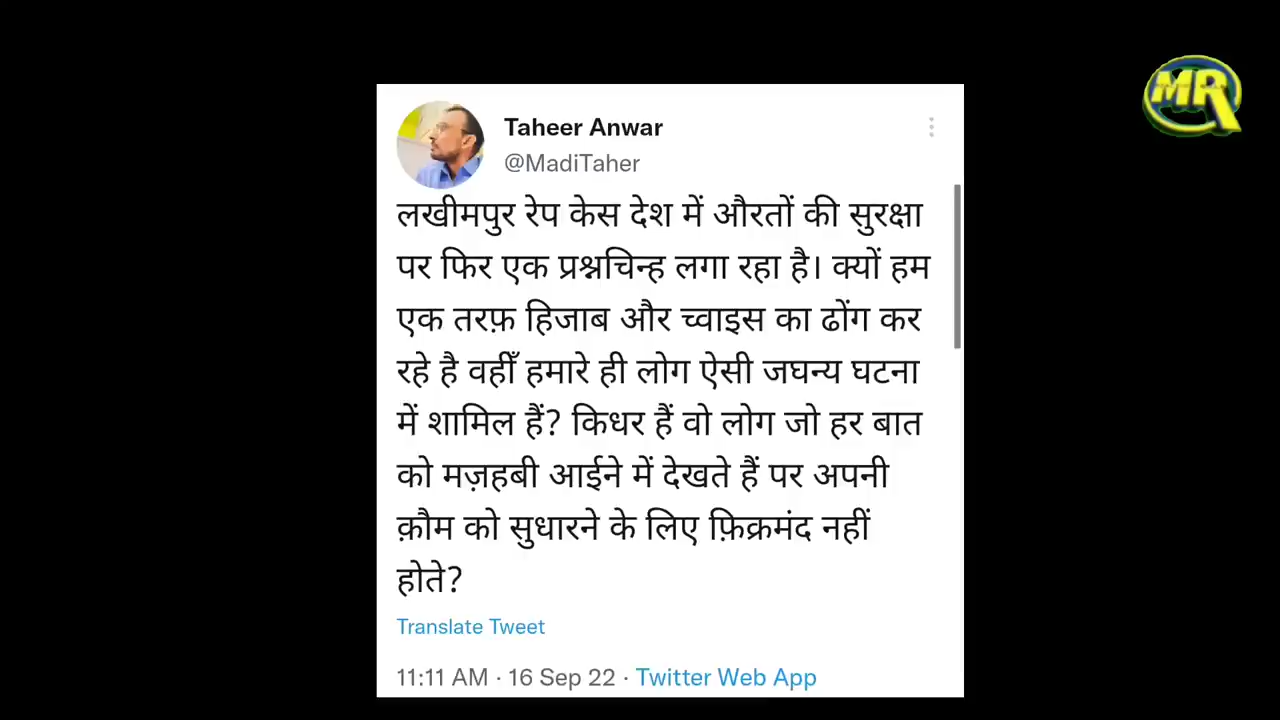 MR
Taheer Anwar
@MadiTaher
लखीमपुर रेप केस देश में औरतों की सुरक्षा
पर फिर एक प्रश्नचिन्ह लगा रहा है। क्यों हम
एक तरफ़ हिजाब और च्वाइस का ढोंग कर
रहे है वहीँ हमारे ही लोग ऐसी जघन्य घटना
में शामिल हैं? किधर हैं वो लोग जो हर बात
को मज़हबी आईने में देखते हैं पर अपनी
क़ौम को सुधारने के लिए फ़िक्रमंद नहीं
होते?
Translate Tweet
11:11 AM · 16 Sep 22 · Twitter Web App